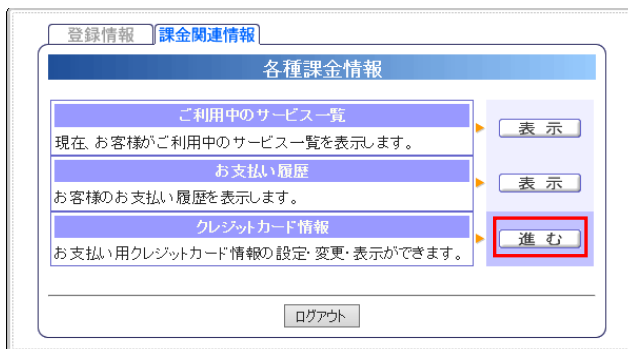 登録情報 課金関連情報
各種課金情報
ご利用中のサービス一覧
現在、お客様がご利用中のサービス一覧を表示します。
表 示
お支払い履歴
お客様のお支払い履歴を表示します。
表 示
クレジットカード情報
お支払い用クレジットカード情報の設定・変更・表示ができます。
進 む
ログアウト